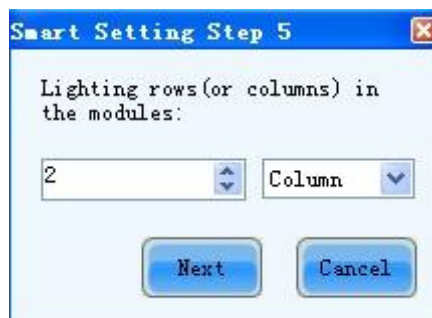 Smart Setting Step 5
Lighting rows(or columns) in
the modules:
2 Column
Next Cancel